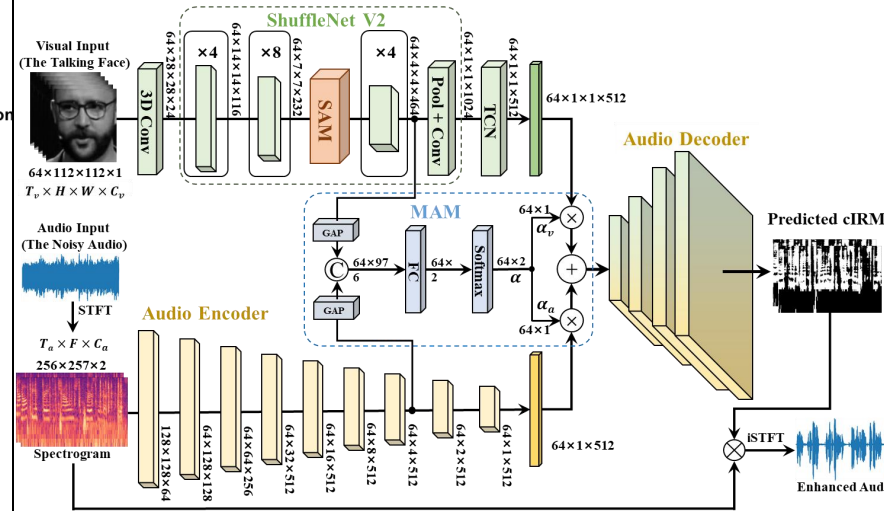 ShuffleNet V2
Visual Input
(The Talking Face)
64×112×112×1
T_v × H × W × C_v
3D Conv
64×28×28×24
×4
64×14×14×116
×8
64×7×7×232
SAM
×4
64×4×4×464
Pool + Conv
64×1×1×1024
TCN
64×1×1×512
64×1×1×512
on
Audio Input
(The Noisy Audio)
STFT
T_a × F × C_a
256×257×2
Spectrogram
MAM
GAP
C
GAP
64×97
6
FC
64×
2
Softmax
64×2
α
64×1
α_v
×
+
α_a
64×1
×
Audio Encoder
128×128×64
64×128×128
64×64×256
64×32×512
64×16×512
64×8×512
64×4×512
64×2×512
64×1×512
64×1×512
Audio Decoder
Predicted cIRM
×
iSTFT
Enhanced Aud